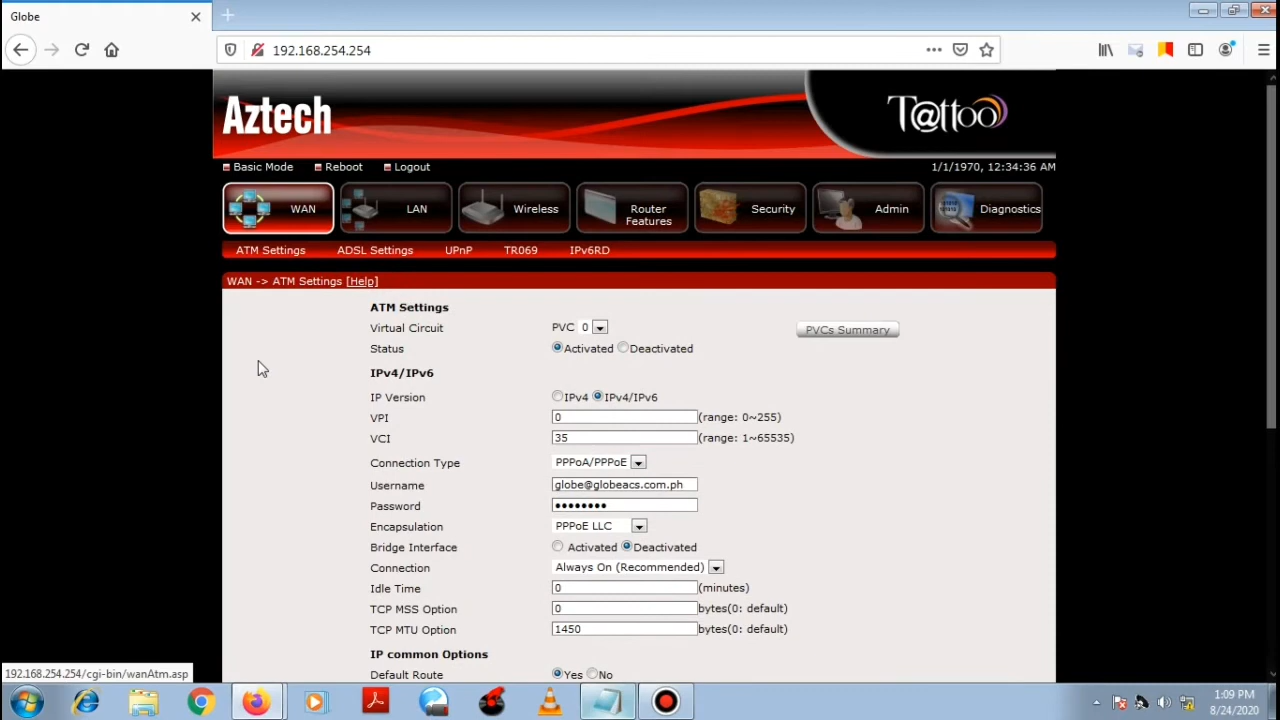 Globe
192.168.254.254
Aztech
T@ttoo
Basic Mode Reboot Logout 1/1/1970, 12:34:36 AM
WAN LAN Wireless Router Features Security Admin Diagnostics
ATM Settings ADSL Settings UPnP TR069 IPv6RD
WAN -> ATM Settings [Help]
ATM Settings
Virtual Circuit PVC 0 PVCs Summary
Status Activated Deactivated
IPv4/IPv6
IP Version IPv4 IPv4/IPv6
VPI 0 (range: 0~255)
VCI 35 (range: 1~65535)
Connection Type PPPoA/PPPoE
Username globe@globeacs.com.ph
Password ••••••••
Encapsulation PPPoE LLC
Bridge Interface Activated Deactivated
Connection Always On (Recommended)
Idle Time 0 (minutes)
TCP MSS Option 0 bytes(0: default)
TCP MTU Option 1450 bytes(0: default)
IP common Options
Default Route Yes No
192.168.254.254/cgi-bin/wanAtm.asp
1:09 PM
8/24/2020